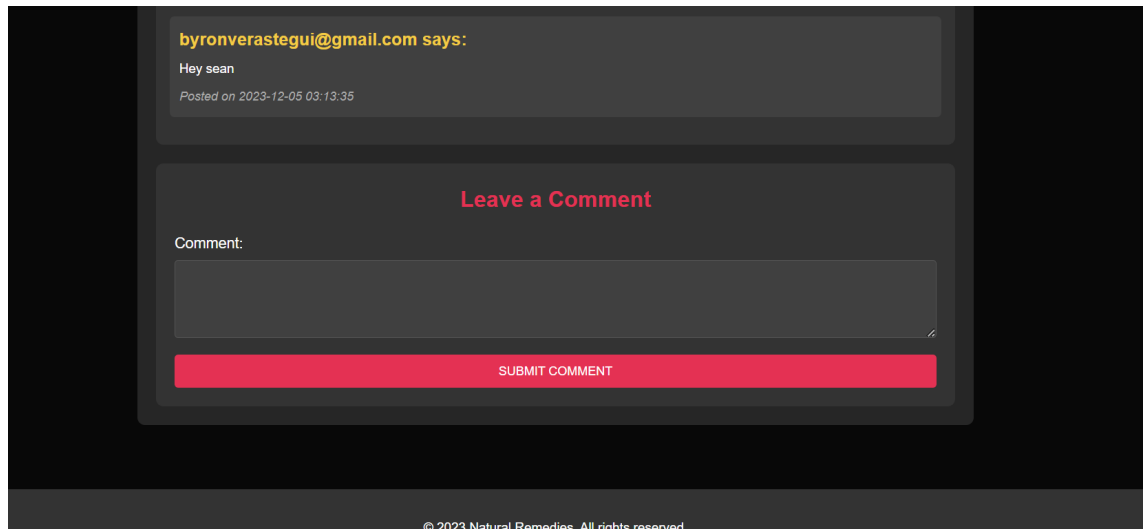 byronverastegui@gmail.com says:
Hey sean
Posted on 2023-12-05 03:13:35
Leave a Comment
Comment:
SUBMIT COMMENT
© 2023 Natural Remedies. All rights reserved